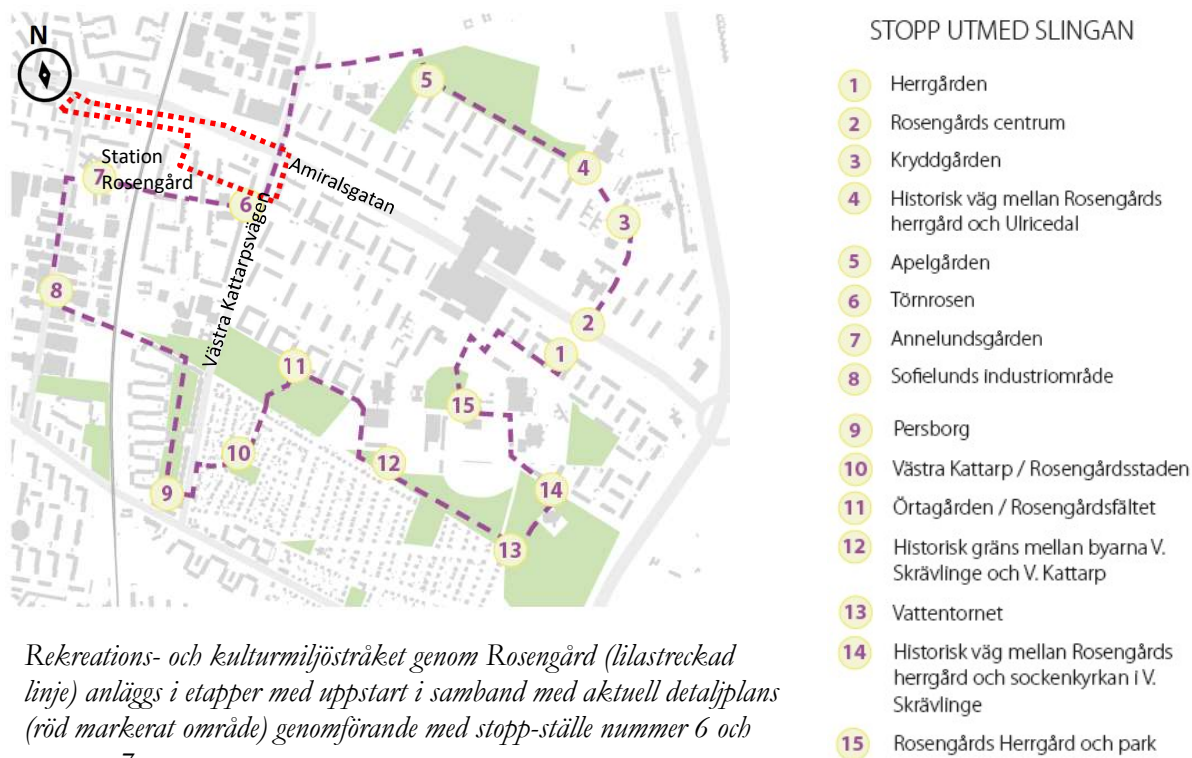 N
Station
Rosengård
Amiralsgatan
Västra Kattarpsvägen
5
4
7
6
3
8
2
1
11
15
10
12
9
14
13
STOPP UTMED SLINGAN
1 Herrgården
2 Rosengårds centrum
3 Kryddgården
4 Historisk väg mellan Rosengårds
herrgård och Ulricedal
5 Apelgården
6 Törnrosen
7 Annelundsgården
8 Sofielunds industriområde
9 Persborg
10 Västra Kattarp / Rosengårdsstaden
11 Örtagården / Rosengårdsfältet
12 Historisk gräns mellan byarna V.
Skrävlinge och V. Kattarp
13 Vattentornet
14 Historisk väg mellan Rosengårds
herrgård och sockenkyrkan i V.
Skrävlinge
15 Rosengårds Herrgård och park
Rekreations- och kulturmiljöstråket genom Rosengård (lilastreckad
linje) anläggs i etapper med uppstart i samband med aktuell detaljplans
(röd markerat område) genomförande med stopp-ställe nummer 6 och